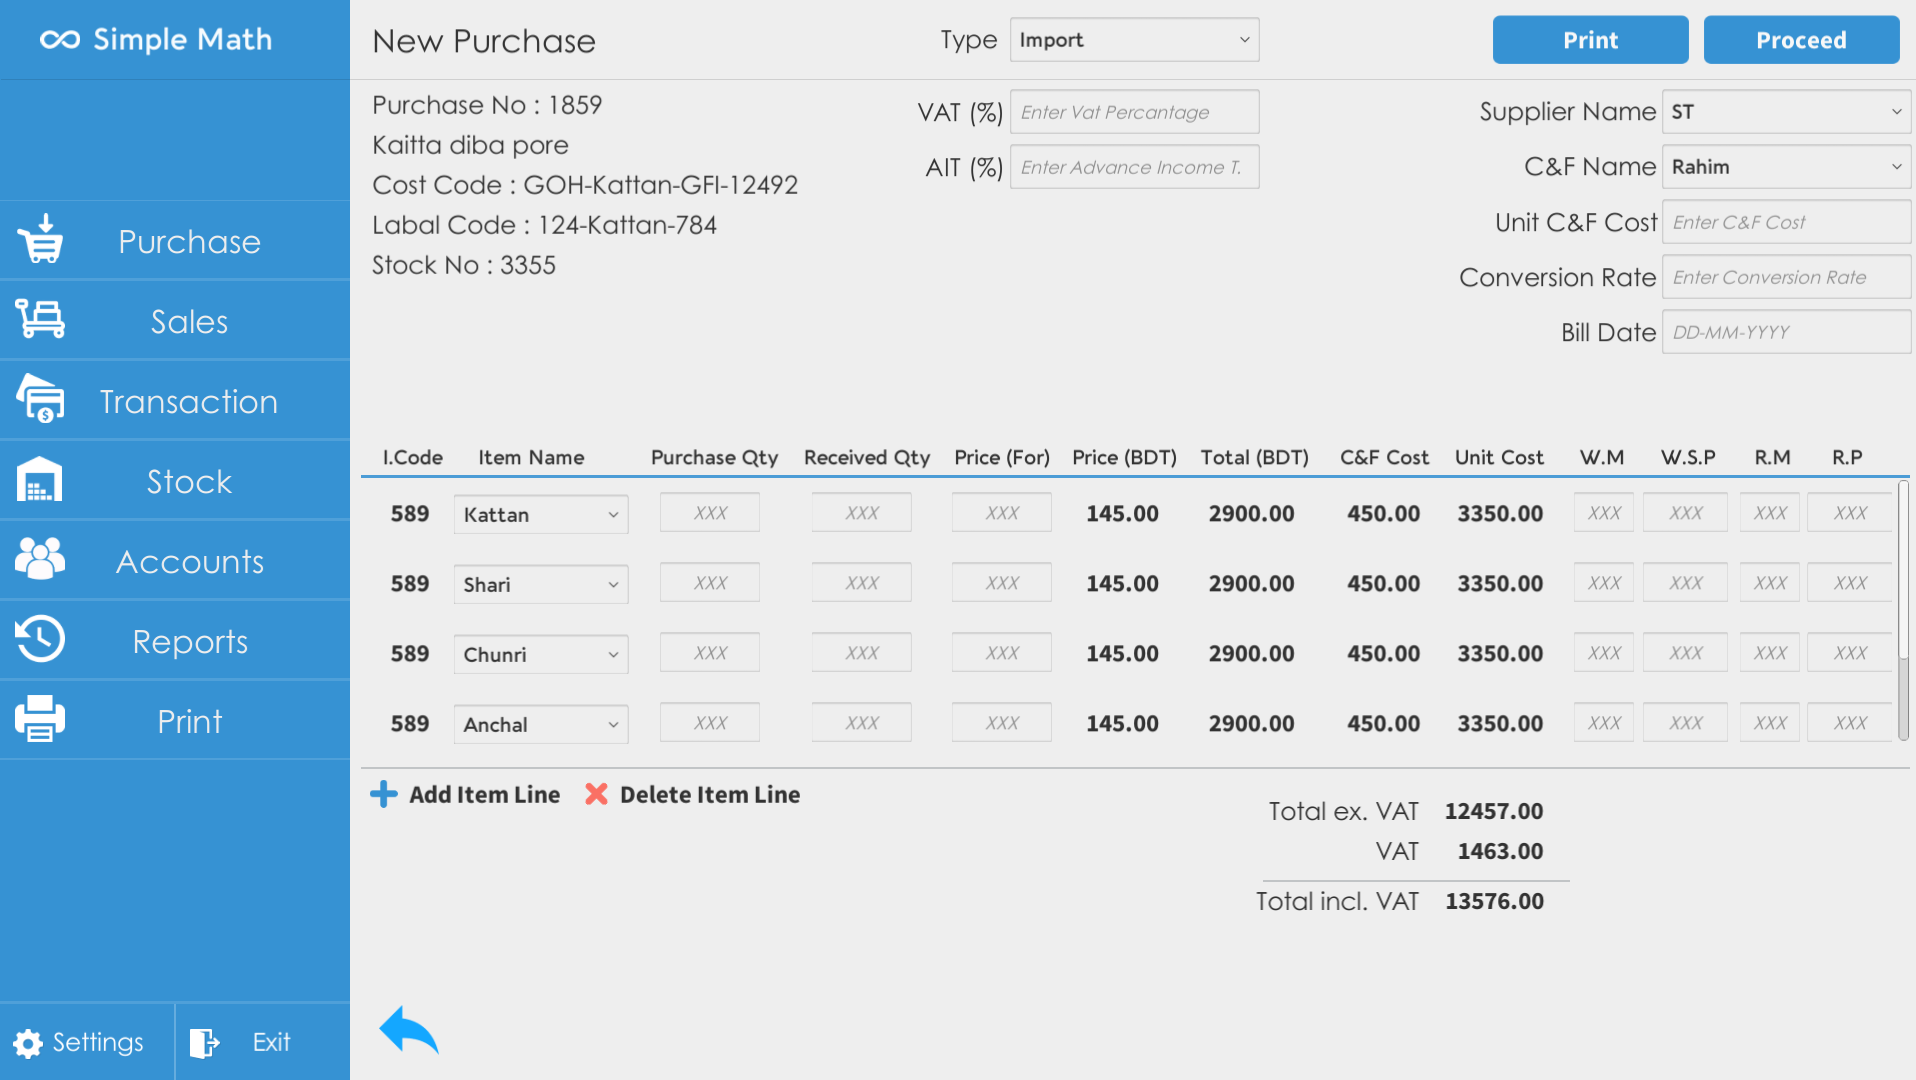 Simple Math
New Purchase
Type Import
Print
Proceed
Purchase No : 1859
Kaitta diba pore
Cost Code : GOH-Kattan-GFI-12492
Labal Code : 124-Kattan-784
Stock No : 3355
VAT (%) Enter Vat Percantage
AIT (%) Enter Advance Income T.
Supplier Name ST
C&F Name Rahim
Unit C&F Cost Enter C&F Cost
Conversion Rate Enter Conversion Rate
Bill Date DD-MM-YYYY
Purchase
Sales
Transaction
Stock
Accounts
Reports
Print
I.Code Item Name Purchase Qty Received Qty Price (For) Price (BDT) Total (BDT) C&F Cost Unit Cost W.M W.S.P R.M R.P
589 Kattan XXX XXX XXX 145.00 2900.00 450.00 3350.00 XXX XXX XXX XXX
589 Shari XXX XXX XXX 145.00 2900.00 450.00 3350.00 XXX XXX XXX XXX
589 Chunri XXX XXX XXX 145.00 2900.00 450.00 3350.00 XXX XXX XXX XXX
589 Anchal XXX XXX XXX 145.00 2900.00 450.00 3350.00 XXX XXX XXX XXX
Add Item Line Delete Item Line
Total ex. VAT 12457.00
VAT 1463.00
Total incl. VAT 13576.00
Settings
Exit